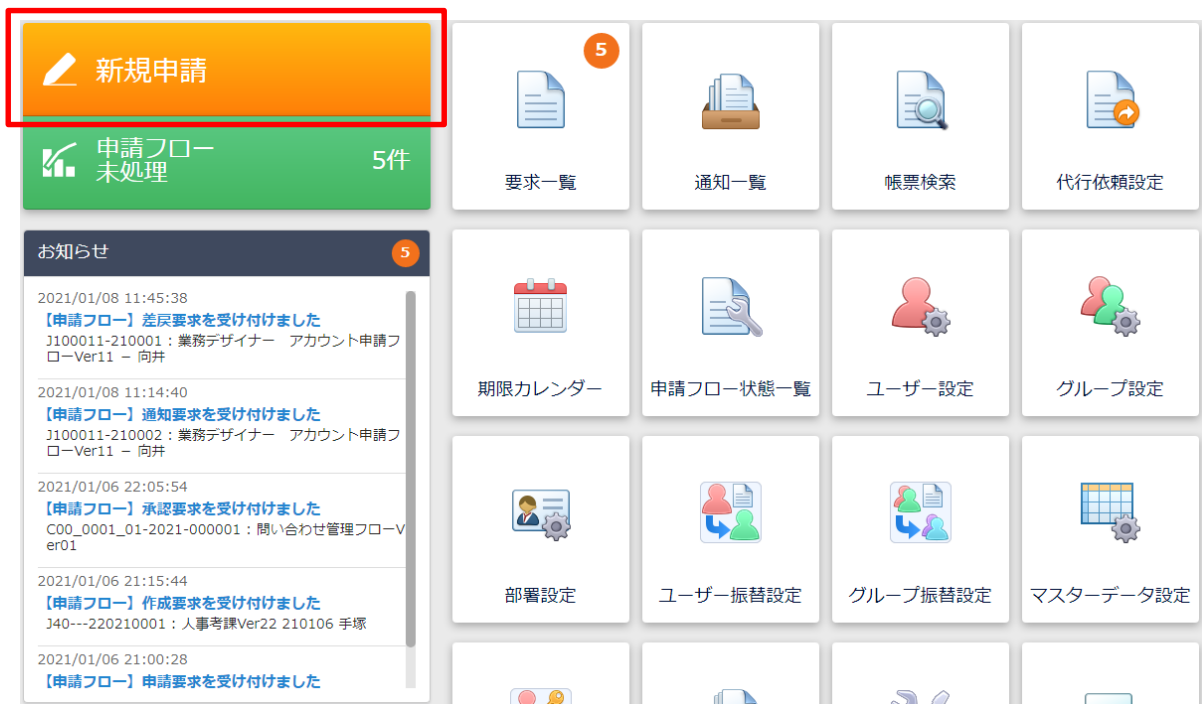 新規申請
申請フロー
未処理
5件
お知らせ
5
2021/01/08 11:45:38
【申請フロー】差戻要求を受け付けました
J100011-210001：業務デザイナー　アカウント申請フ
ローVer11 － 向井
2021/01/08 11:14:40
【申請フロー】通知要求を受け付けました
J100011-210002：業務デザイナー　アカウント申請フ
ローVer11 － 向井
2021/01/06 22:05:54
【申請フロー】承認要求を受け付けました
C00_0001_01-2021-000001：問い合わせ管理フローV
er01
2021/01/06 21:15:44
【申請フロー】作成要求を受け付けました
J40---220210001：人事考課Ver22 210106 手塚
2021/01/06 21:00:28
【申請フロー】申請要求を受け付けました
5
要求一覧
通知一覧
帳票検索
代行依頼設定
期限カレンダー
申請フロー状態一覧
ユーザー設定
グループ設定
部署設定
ユーザー振替設定
グループ振替設定
マスターデータ設定